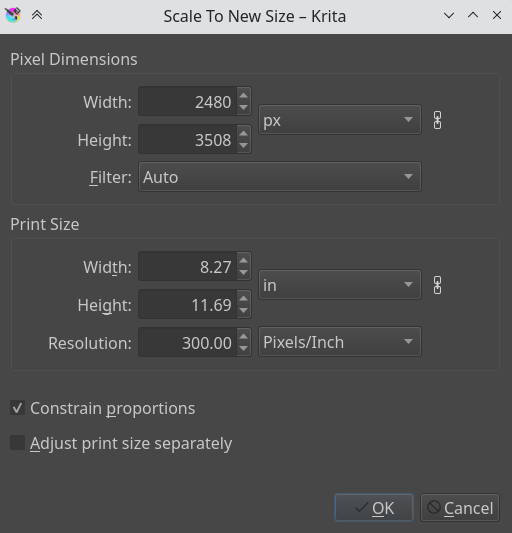 Scale To New Size – Krita
Pixel Dimensions
Width: 2480
px
Height: 3508
Filter: Auto
Print Size
Width: 8.27
in
Height: 11.69
Resolution: 300.00 Pixels/Inch
Constrain proportions
Adjust print size separately
OK Cancel